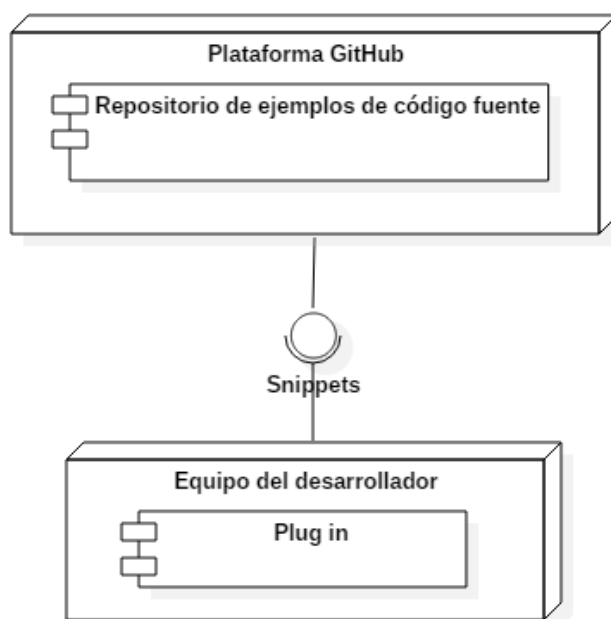 Plataforma GitHub
Repositorio de ejemplos de código fuente
Snippets
Equipo del desarrollador
Plug in